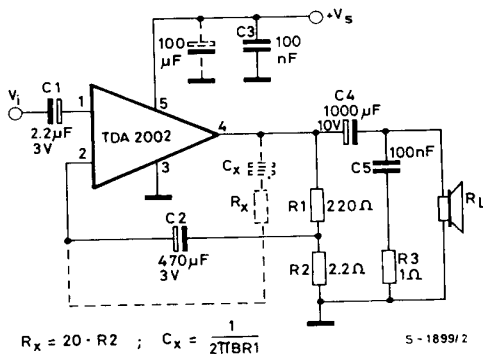 +Vs
100
µF
C3
100
nF
C1
Vi
1
2.2µF
3V
5
TDA 2002
4
2
3
C4
1000 µF
10V
100nF
C5
Cx
Rx
R1
220Ω
RL
C2
470µF
3V
R2
2.2Ω
R3
1Ω
Rx = 20 · R2 ; Cx = 1 / 2πBR1
S-1899/2